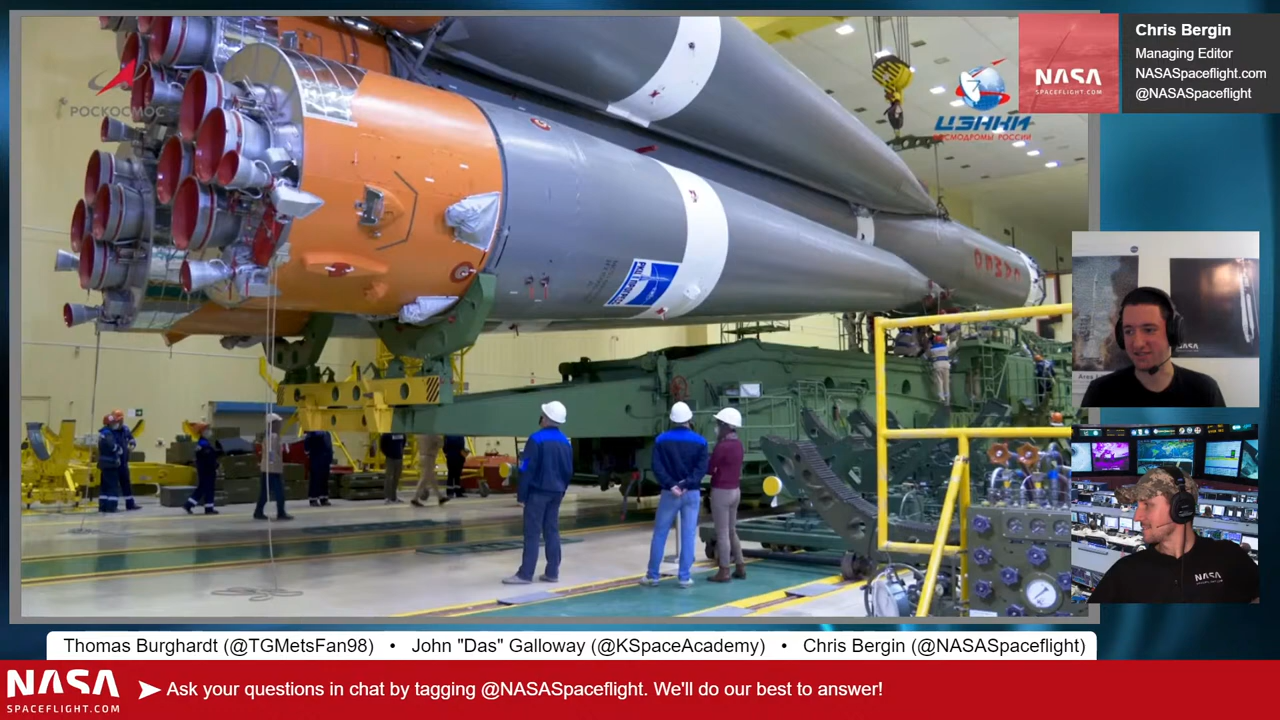 РОСКОСМОС
ЦЭНКИ
КОСМОДРОМЫ РОССИИ
NASA
SPACEFLIGHT.COM
Chris Bergin
Managing Editor
NASASpaceflight.com
@NASASpaceflight
NASA
NASA
Thomas Burghardt (@TGMetsFan98) • John "Das" Galloway (@KSpaceAcademy) • Chris Bergin (@NASASpaceflight)
NASA
SPACEFLIGHT.COM
Ask your questions in chat by tagging @NASASpaceflight. We'll do our best to answer!